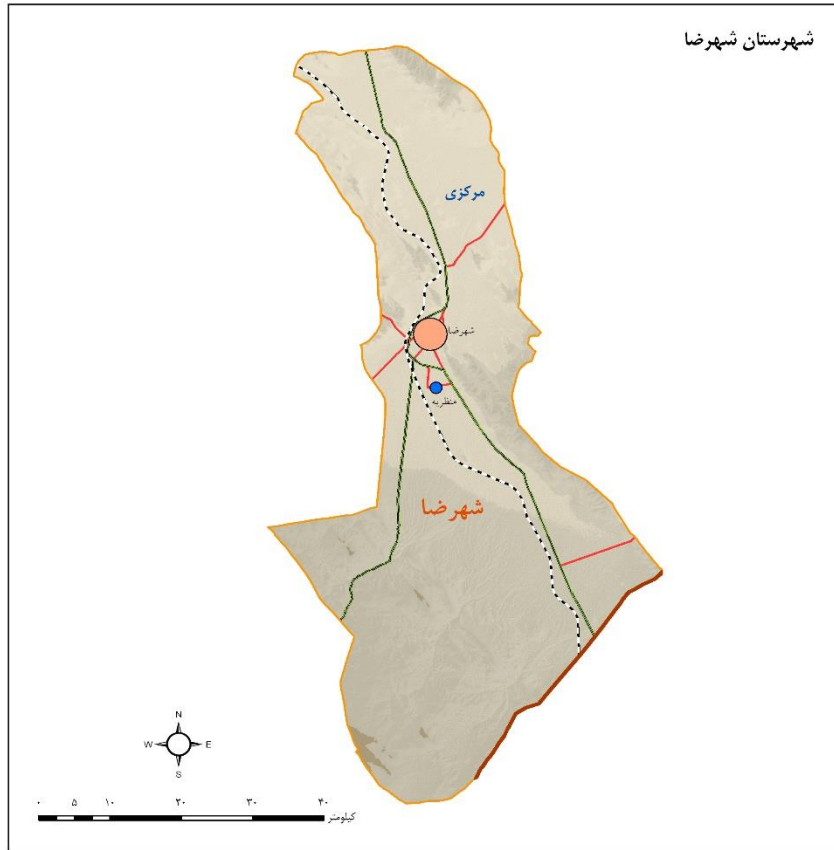 شهرستان شهرضا
مرکزی
شهرضا
منظریه
شهرضا
N
W E
S
۰ ۵ ۱۰ ۲۰ ۳۰ ۴۰
کیلومتر